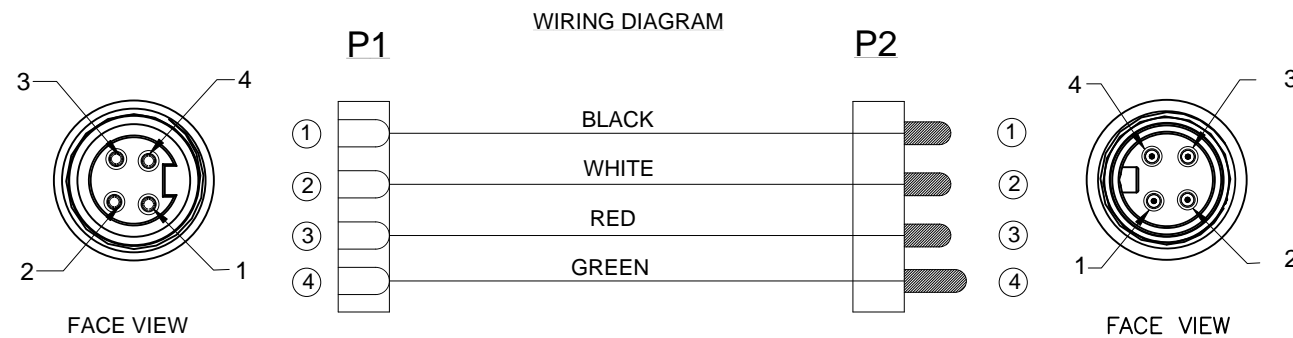 WIRING DIAGRAM
P1 P2
3 4 4 3
1 BLACK 1
2 WHITE 2
3 RED 3
4 GREEN 4
2 1 1 2
FACE VIEW FACE VIEW